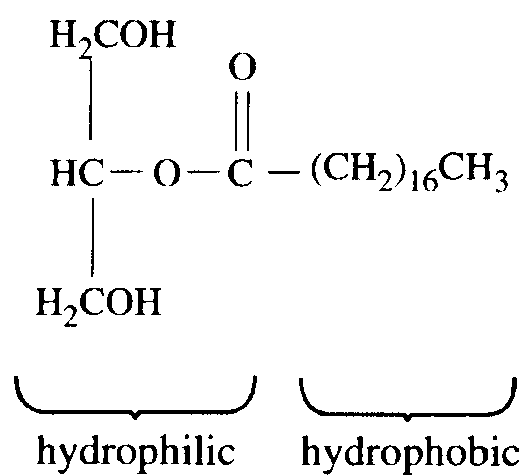 H₂COH
O
HC—O—C—(CH₂)₁₆CH₃
H₂COH
hydrophilic hydrophobic